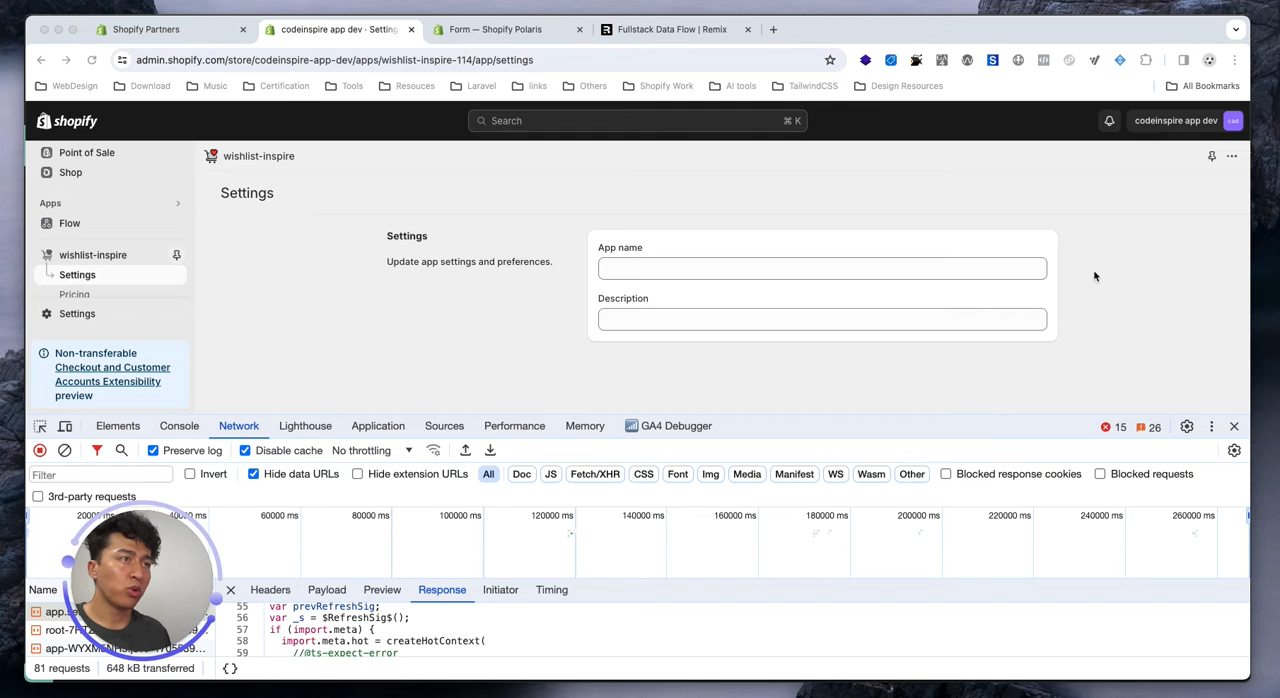 Shopify Partners
codeinspire app dev · Setting
Form — Shopify Polaris
Fullstack Data Flow | Remix
admin.shopify.com/store/codeinspire-app-dev/apps/wishlist-inspire-114/app/settings
WebDesign
Download
Music
Certification
Tools
Resouces
Laravel
links
Others
Shopify Work
AI tools
TailwindCSS
Design Resources
All Bookmarks
shopify
Search
⌘ K
codeinspire app dev
cad
Point of Sale
Shop
Apps
Flow
wishlist-inspire
Settings
Pricing
Settings
Non-transferable
Checkout and Customer
Accounts Extensibility
preview
wishlist-inspire
Settings
Settings
Update app settings and preferences.
App name
Description
Elements
Console
Network
Lighthouse
Application
Sources
Performance
Memory
GA4 Debugger
15
26
Preserve log
Disable cache
No throttling
Filter
Invert
Hide data URLs
Hide extension URLs
All
Doc
JS
Fetch/XHR
CSS
Font
Img
Media
Manifest
WS
Wasm
Other
Blocked response cookies
Blocked requests
3rd-party requests
60000 ms
80000 ms
100000 ms
120000 ms
140000 ms
160000 ms
180000 ms
200000 ms
220000 ms
240000 ms
260000 ms
Name
Headers
Payload
Preview
Response
Initiator
Timing
55 var prevRefreshSig;
56 var _s = $RefreshSig$();
57 if (import.meta) {
58 import.meta.hot = createHotContext(
59 //@ts-expect-error
81 requests
648 kB transferred
{}